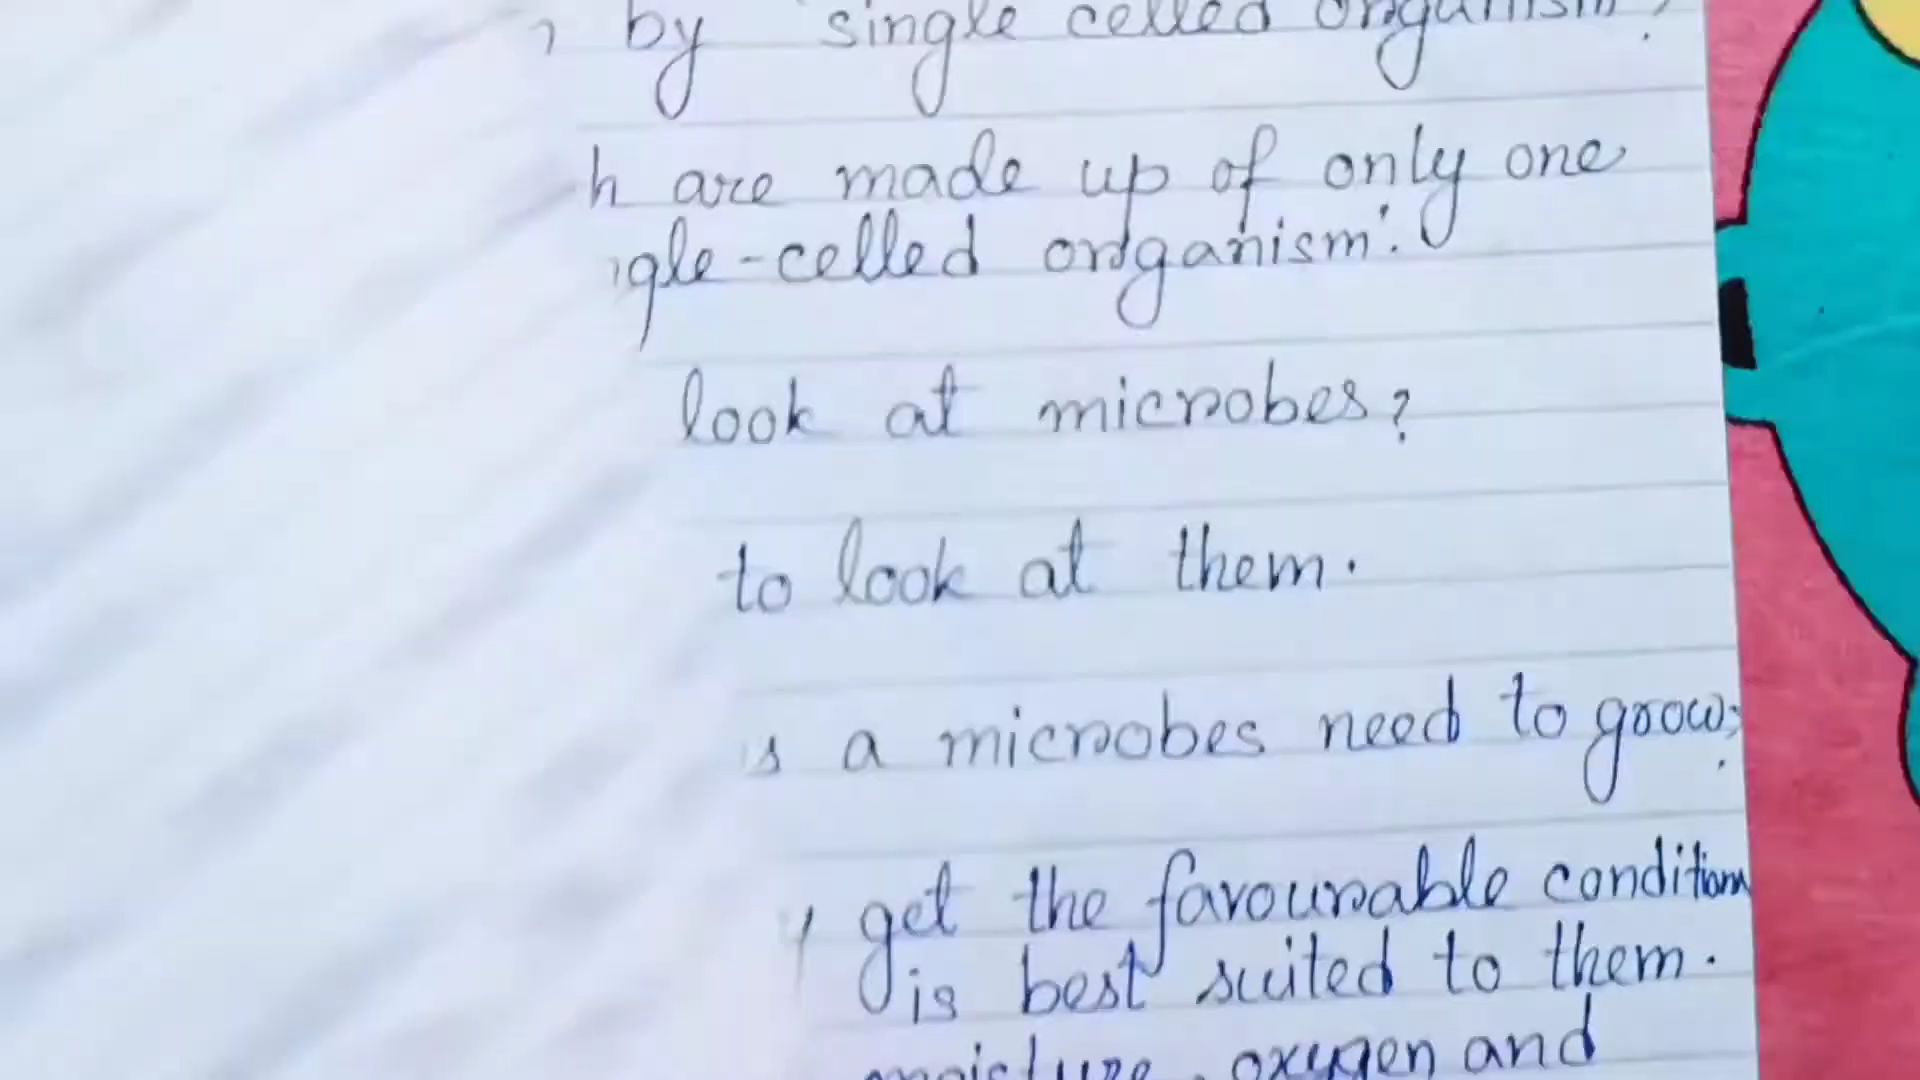 by single celled organism?
h are made up of only one
gle-celled organism'.
look at microbes?
to look at them.
s a microbes need to grow?
y get the favourable condition
is best suited to them.
moisture, oxygen and